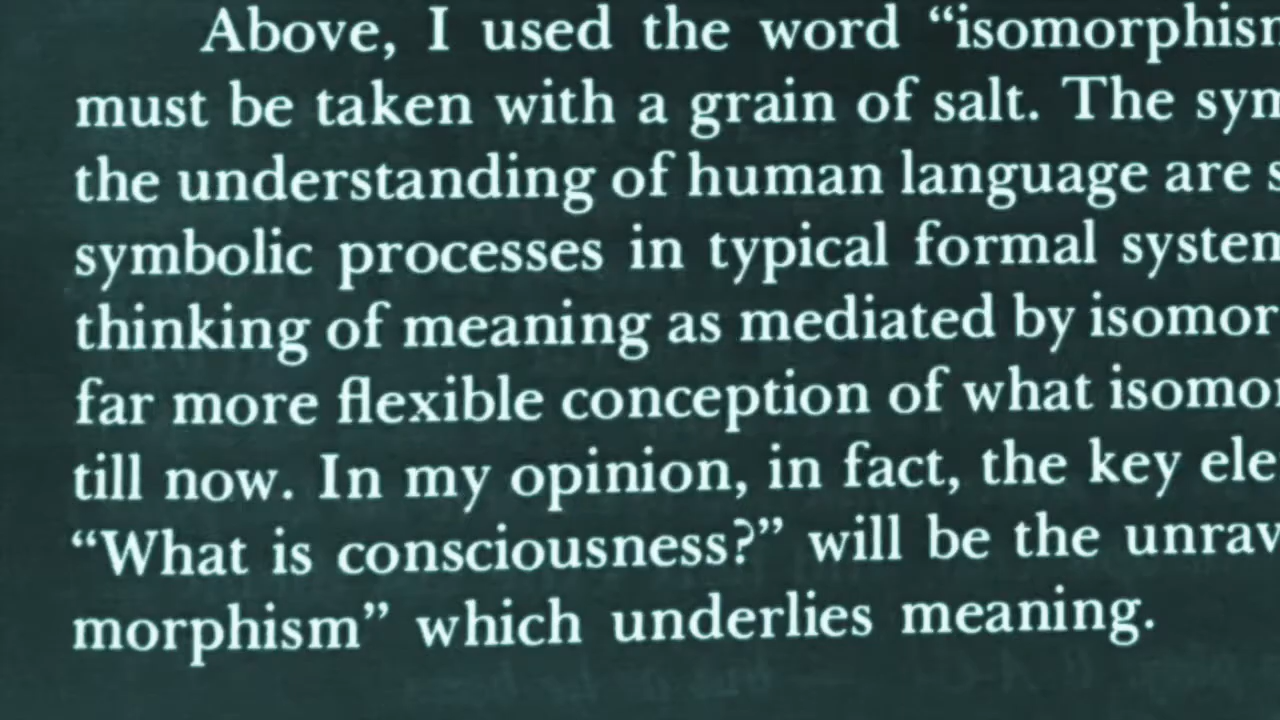 Above, I used the word “isomorphism
must be taken with a grain of salt. The sym
the understanding of human language are s
symbolic processes in typical formal system
thinking of meaning as mediated by isomor
far more flexible conception of what isomor
till now. In my opinion, in fact, the key ele
“What is consciousness?” will be the unrav
morphism” which underlies meaning.